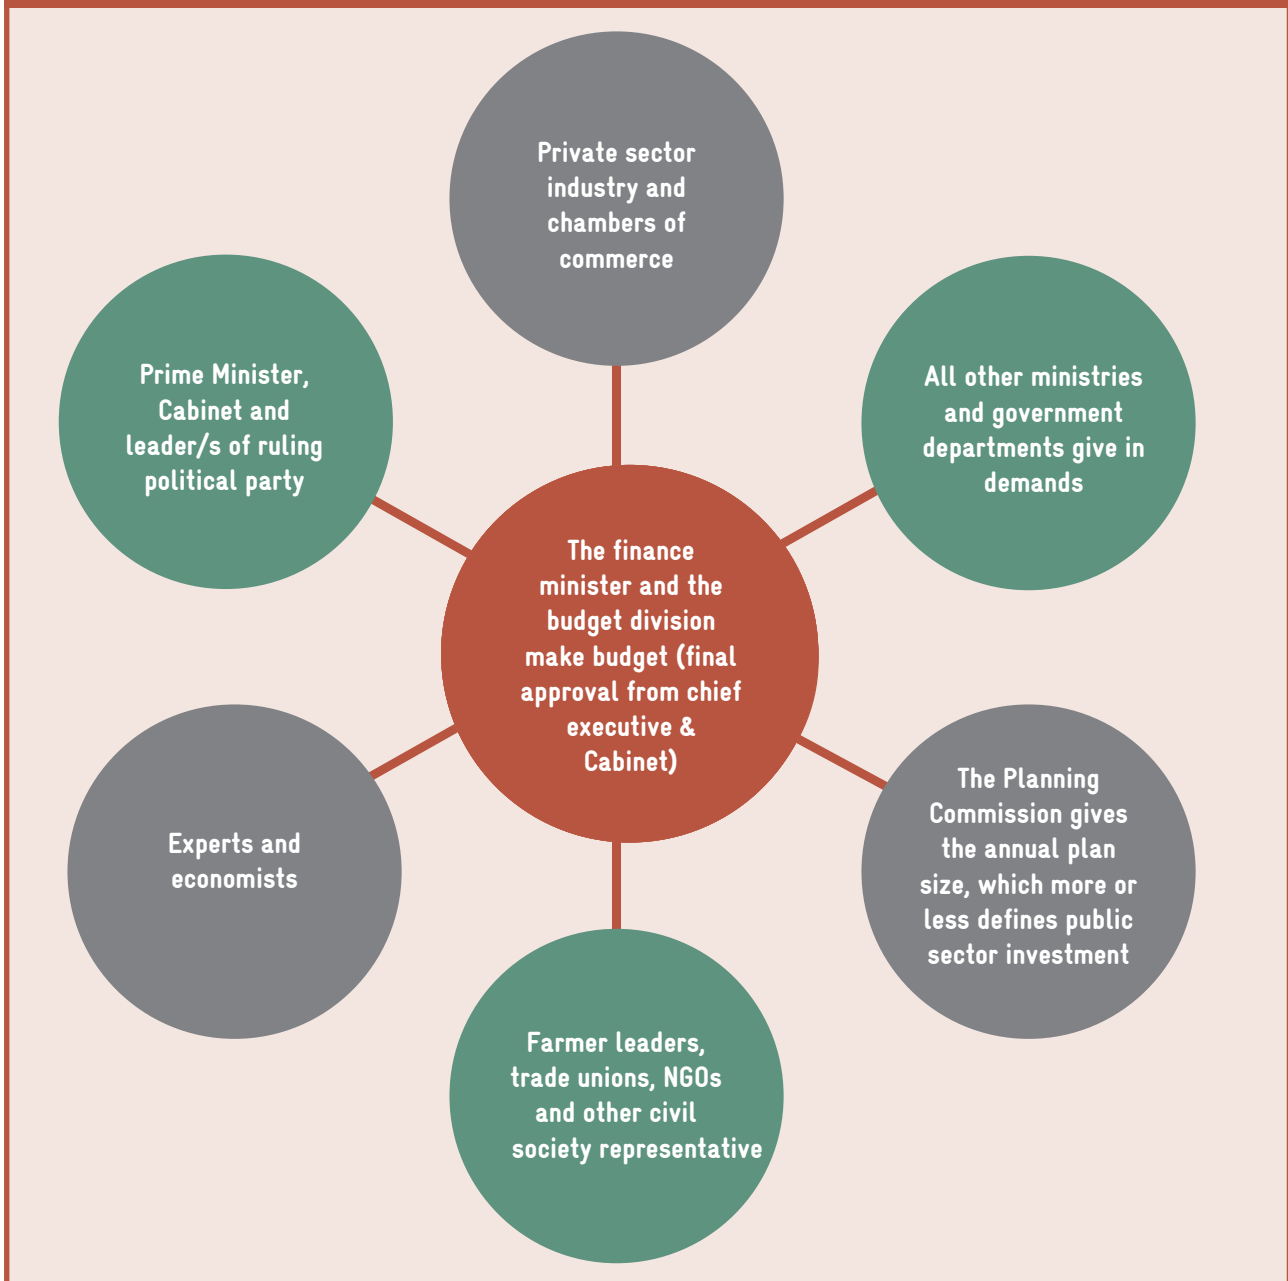 Private sector
industry and
chambers of
commerce
Prime Minister,
Cabinet and
leader/s of ruling
political party
All other ministries
and government
departments give in
demands
The finance
minister and the
budget division
make budget (final
approval from chief
executive &
Cabinet)
Experts and
economists
The Planning
Commission gives
the annual plan
size, which more or
less defines public
sector investment
Farmer leaders,
trade unions, NGOs
and other civil
society representative